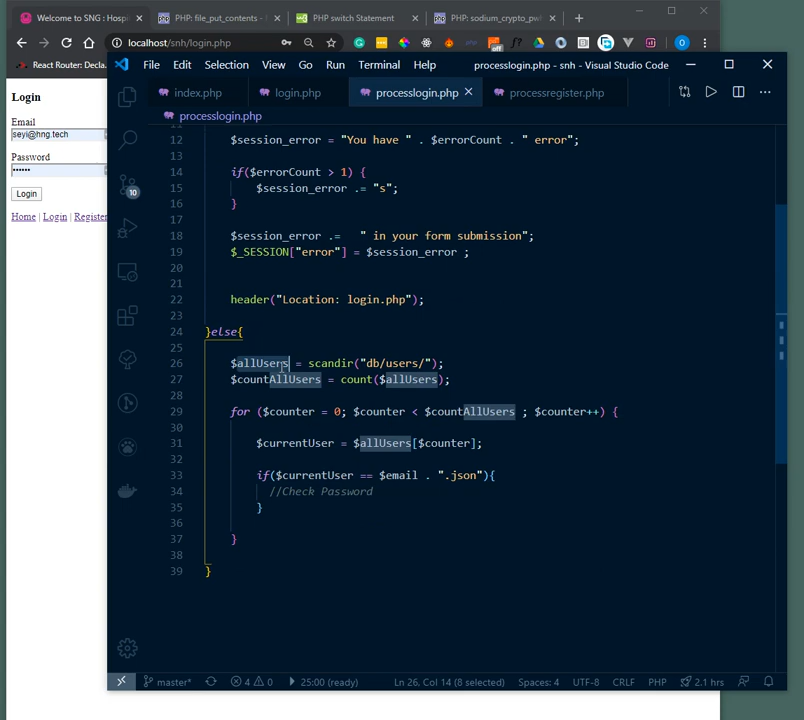 Welcome to SNG : Hospi
PHP: file_put_contents -
PHP switch Statement
PHP: sodium_crypto_pw
localhost/snh/login.php
off
O
React Router: Decla..
File Edit Selection View Go Run Terminal Help
processlogin.php - snh - Visual Studio Code
index.php
login.php
processlogin.php
processregister.php
processlogin.php
Login
Email
seyi@hng.tech
Password
••••••
Login
Home | Login | Register
10
11
12 $session_error = "You have " . $errorCount . " error";
13
14 if($errorCount > 1) {
15 $session_error .= "s";
16 }
17
18 $session_error .=   " in your form submission";
19 $_SESSION["error"] = $session_error ;
20
21
22 header("Location: login.php");
23
24 }else{
25
26 $allUsers = scandir("db/users/");
27 $countAllUsers = count($allUsers);
28
29 for ($counter = 0; $counter < $countAllUsers ; $counter++) {
30
31 $currentUser = $allUsers[$counter];
32
33 if($currentUser == $email . ".json"){
34 //Check Password
35 }
36
37 }
38
39 }
master* 4 0 25:00 (ready) Ln 26, Col 14 (8 selected) Spaces: 4 UTF-8 CRLF PHP 2.1 hrs